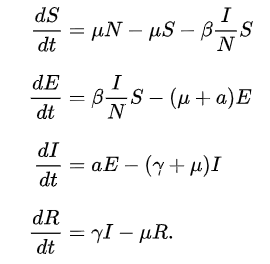 dS/dt = μN − μS − β I/N S
dE/dt = β I/N S − (μ + a)E
dI/dt = aE − (γ + μ)I
dR/dt = γI − μR.